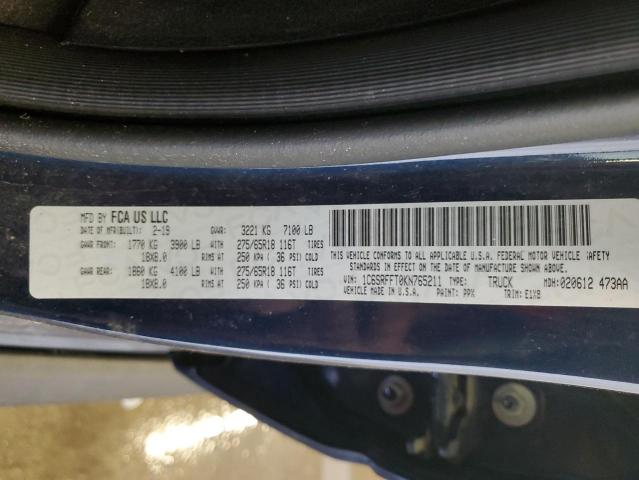 MFD BY FCA US LLC
DATE OF MFR(BUILT): 2-19 GVWR: 3221 KG 7100 LB
GAWR FRONT: 1770 KG 3900 LB WITH 275/65R18 116T TIRES
18X8.0 RIMS AT 250 KPA ( 36 PSI) COLD
GAWR REAR: 1860 KG 4100 LB WITH 275/65R18 116T TIRES
18X8.0 RIMS AT 250 KPA ( 36 PSI) COLD
THIS VEHICLE CONFORMS TO ALL APPLICABLE U.S.A. FEDERAL MOTOR VEHICLE SAFETY
STANDARDS IN EFFECT ON THE DATE OF MANUFACTURE SHOWN ABOVE.
VIN: 1C6SRFFT0KN765211 TYPE: TRUCK MDH: 020612 473AA
VEHICLE MADE IN U.S.A. PAINT: PPX TRIM: E1X8